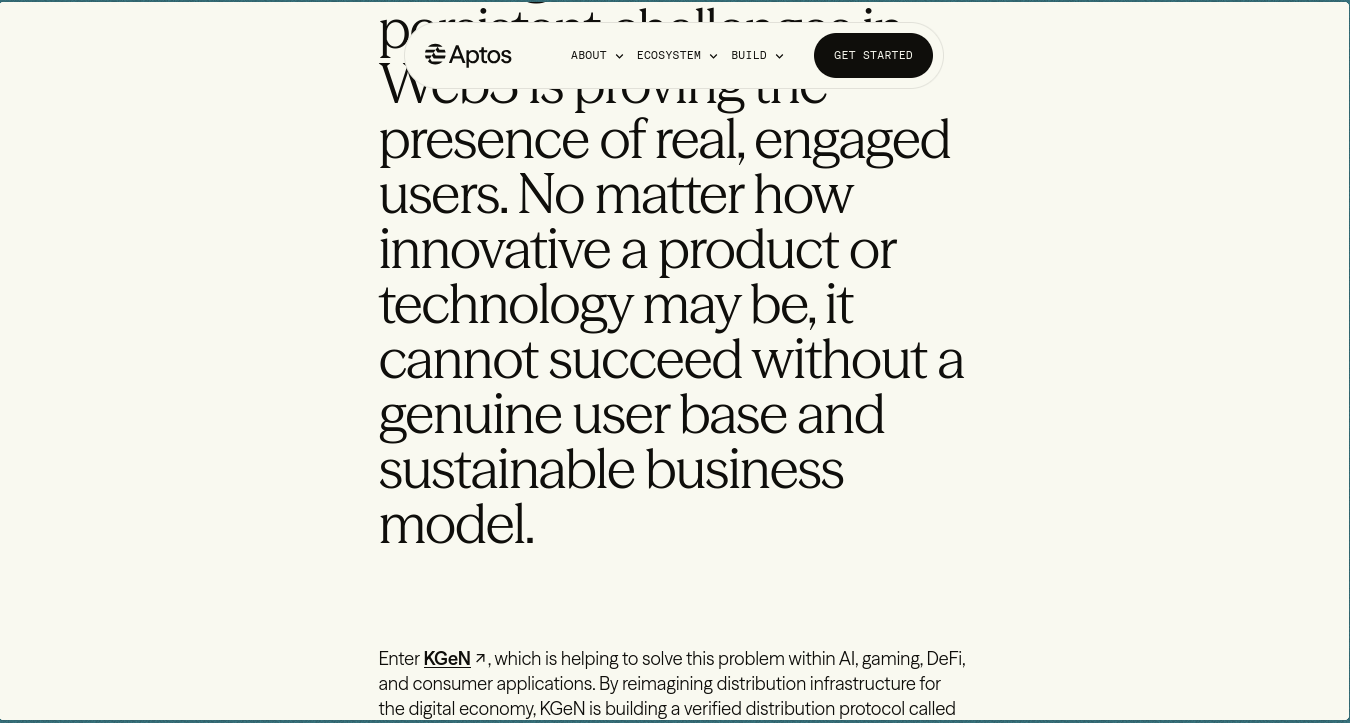 persistent challenges in
Aptos
ABOUT
ECOSYSTEM
BUILD
GET STARTED
Web3 is proving the
presence of real, engaged
users. No matter how
innovative a product or
technology may be, it
cannot succeed without a
genuine user base and
sustainable business
model.
Enter KGeN ↗, which is helping to solve this problem within AI, gaming, DeFi,
and consumer applications. By reimagining distribution infrastructure for
the digital economy, KGeN is building a verified distribution protocol called